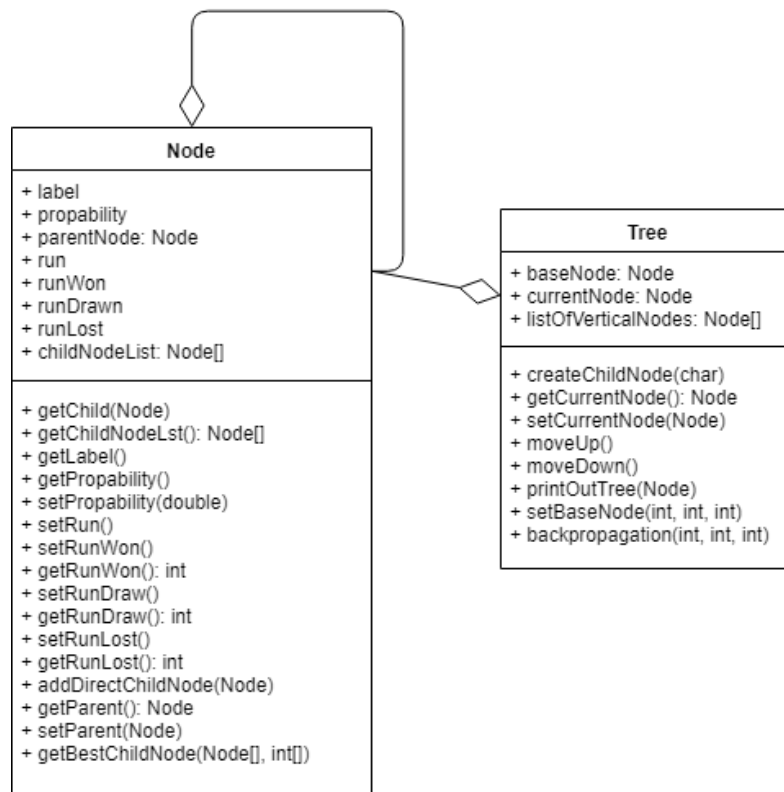 Node
+ label
+ propability
+ parentNode: Node
+ run
+ runWon
+ runDrawn
+ runLost
+ childNodeList: Node[]
+ getChild(Node)
+ getChildNodeLst(): Node[]
+ getLabel()
+ getPropability()
+ setPropability(double)
+ setRun()
+ setRunWon()
+ getRunWon(): int
+ setRunDraw()
+ getRunDraw(): int
+ setRunLost()
+ getRunLost(): int
+ addDirectChildNode(Node)
+ getParent(): Node
+ setParent(Node)
+ getBestChildNode(Node[], int[])
Tree
+ baseNode: Node
+ currentNode: Node
+ listOfVerticalNodes: Node[]
+ createChildNode(char)
+ getCurrentNode(): Node
+ setCurrentNode(Node)
+ moveUp()
+ moveDown()
+ printOutTree(Node)
+ setBaseNode(int, int, int)
+ backpropagation(int, int, int)